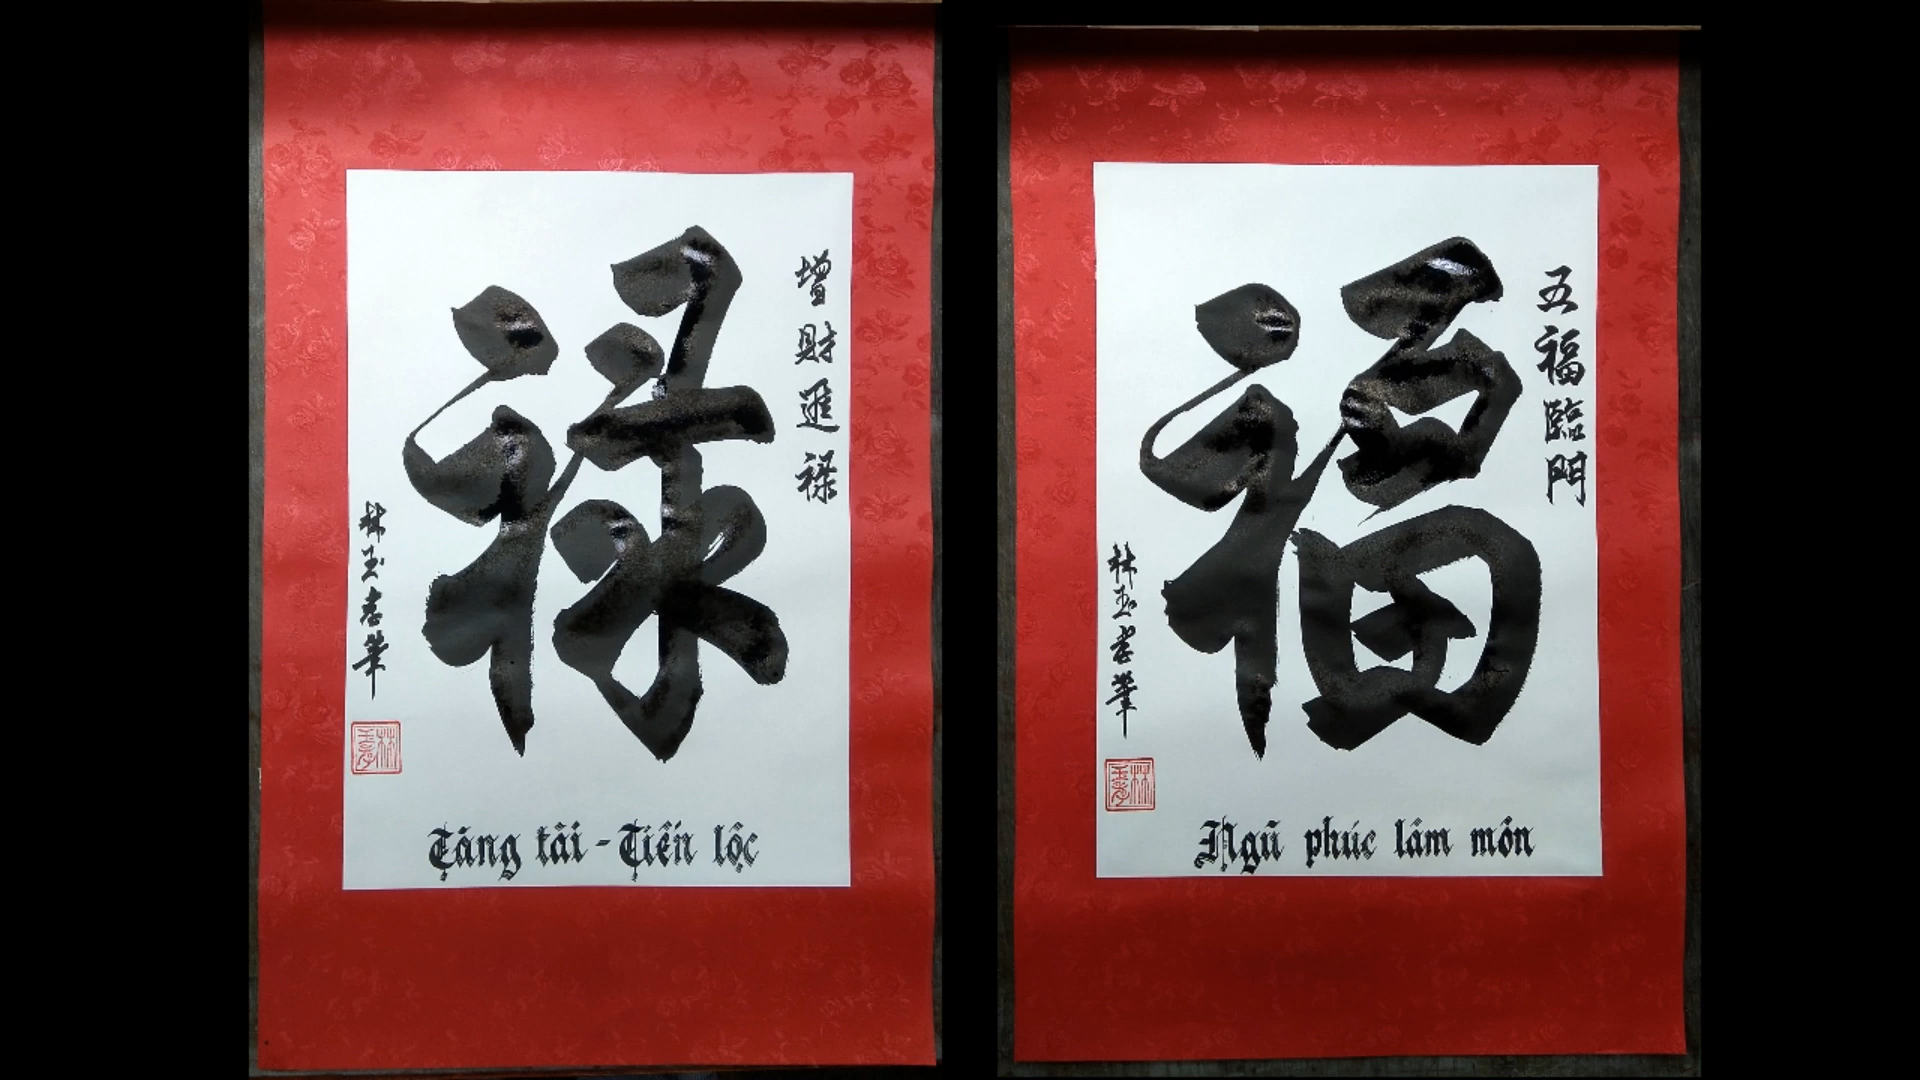 祿
增財進祿
林玉孝筆
Tăng tài - Tiến lộc
福
五福臨門
林玉孝筆
Ngũ phúc lâm môn